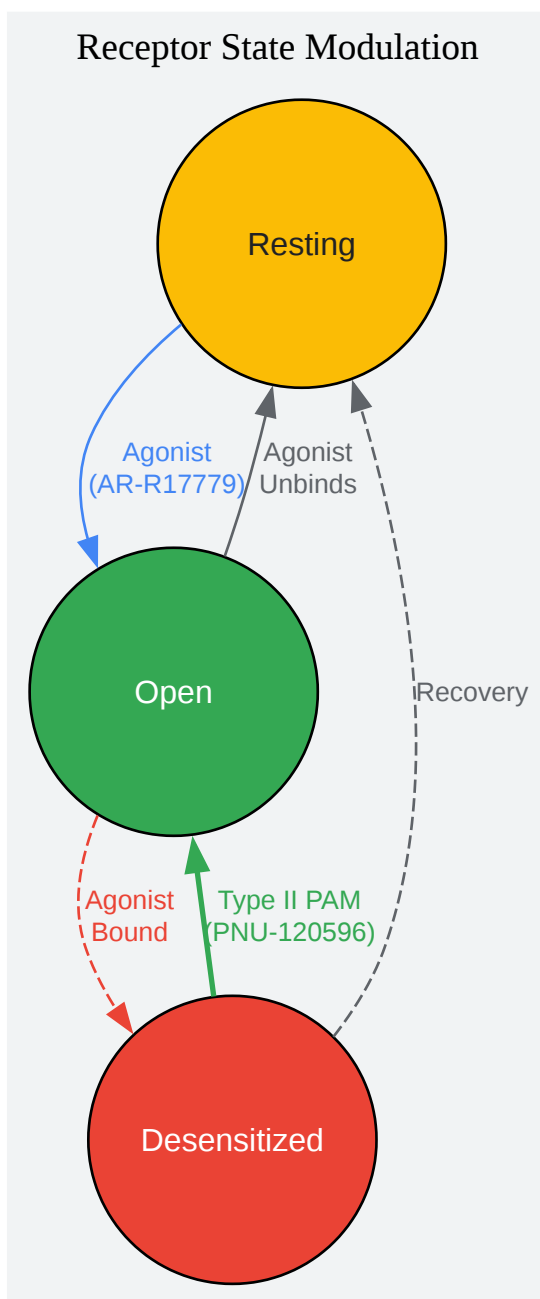 Receptor State Modulation
Resting
Agonist
(AR-R17779)
Agonist
Unbinds
Open
Recovery
Agonist
Bound
Type II PAM
(PNU-120596)
Desensitized